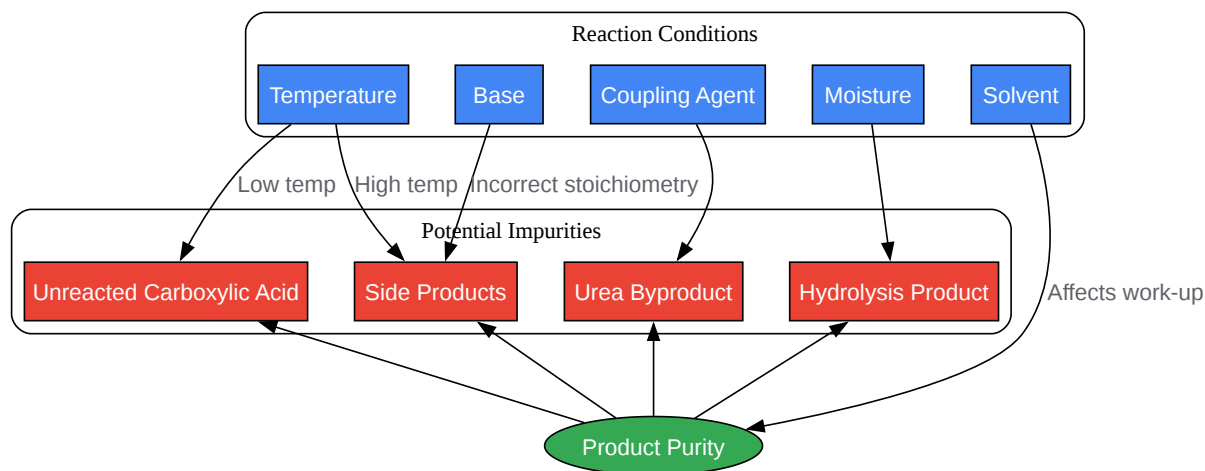 Reaction Conditions
Temperature
Base
Coupling Agent
Moisture
Solvent
Low temp
High temp
Incorrect stoichiometry
Potential Impurities
Unreacted Carboxylic Acid
Side Products
Urea Byproduct
Hydrolysis Product
Affects work-up
Product Purity